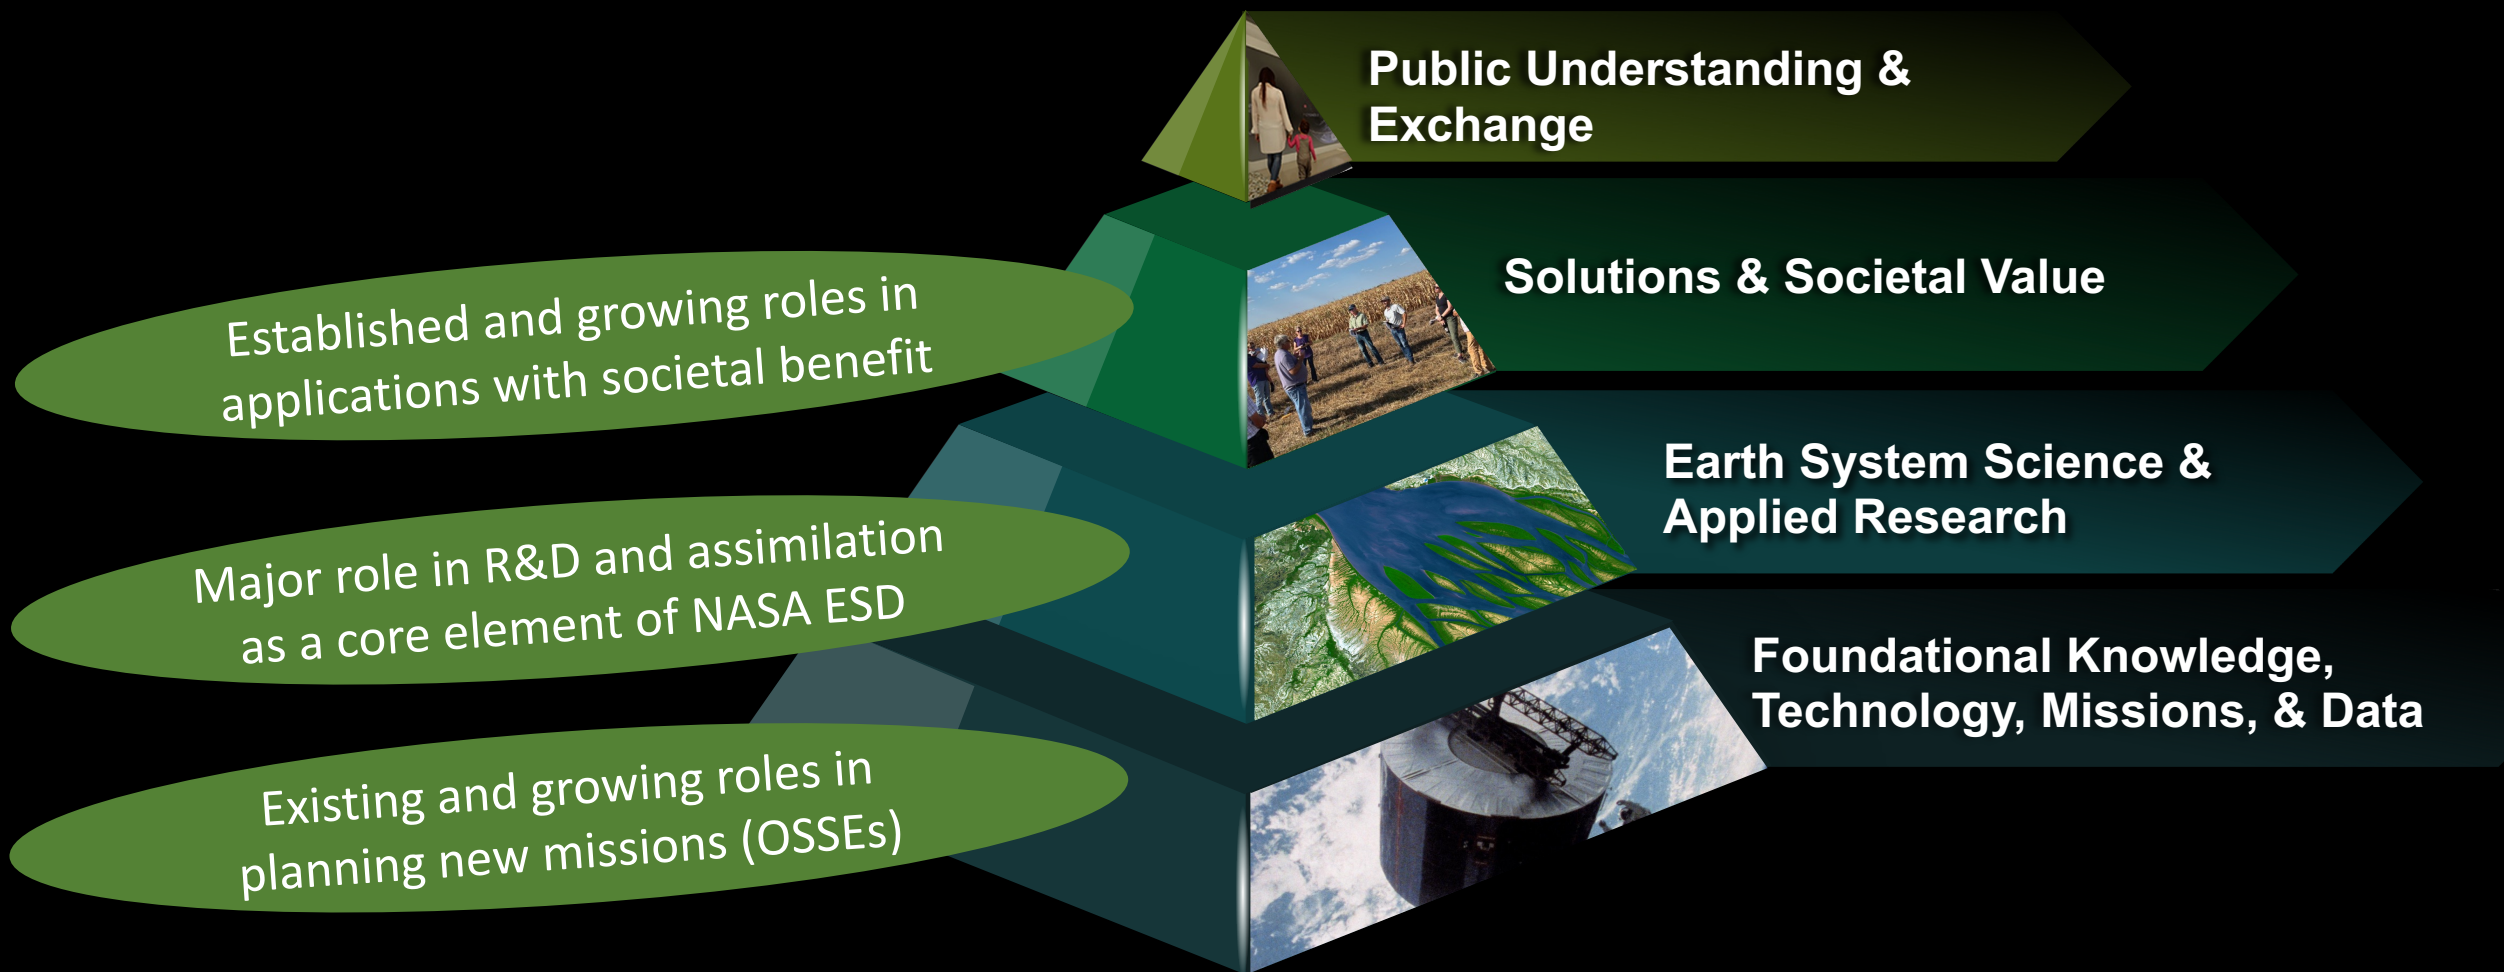 Public Understanding &
Exchange
Solutions & Societal Value
Established and growing roles in
applications with societal benefit
Earth System Science &
Applied Research
Major role in R&D and assimilation
as a core element of NASA ESD
Foundational Knowledge,
Technology, Missions, & Data
Existing and growing roles in
planning new missions (OSSEs)